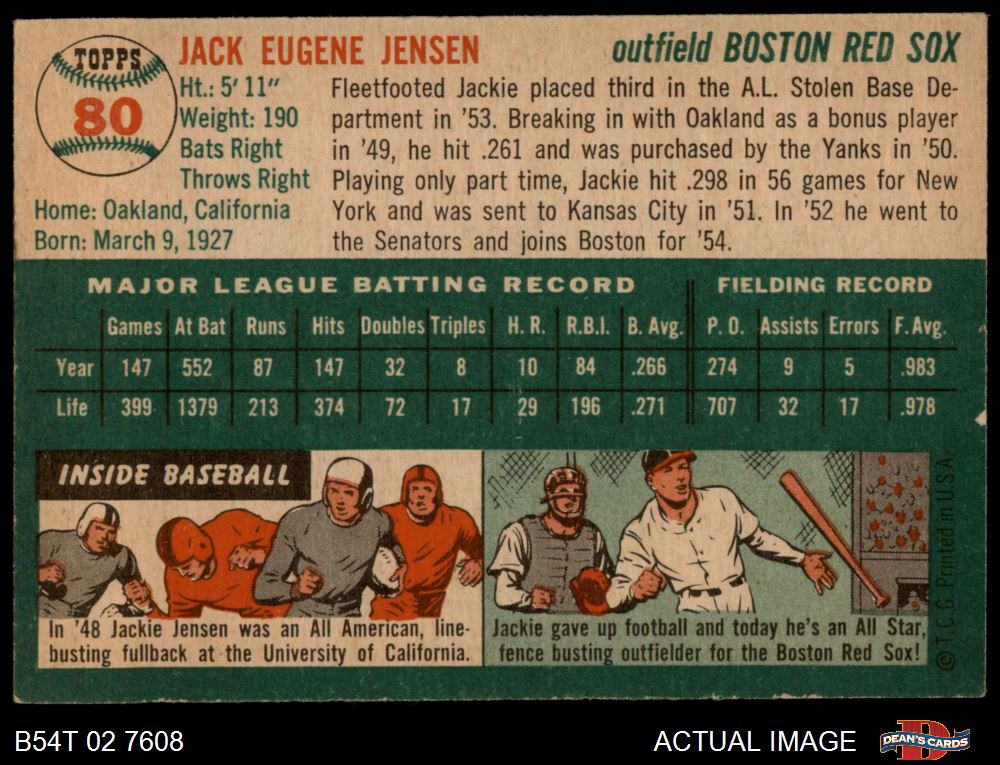 TOPPS
80
JACK EUGENE JENSEN
outfield BOSTON RED SOX
Ht.: 5' 11"
Weight: 190
Bats Right
Throws Right
Home: Oakland, California
Born: March 9, 1927
Fleetfooted Jackie placed third in the A.L. Stolen Base De-
partment in '53. Breaking in with Oakland as a bonus player
in '49, he hit .261 and was purchased by the Yanks in '50.
Playing only part time, Jackie hit .298 in 56 games for New
York and was sent to Kansas City in '51. In '52 he went to
the Senators and joins Boston for '54.
MAJOR LEAGUE BATTING RECORD FIELDING RECORD
Games At Bat Runs Hits Doubles Triples H. R. R.B.I. B. Avg. P. O. Assists Errors F. Avg.
Year 147 552 87 147 32 8 10 84 .266 274 9 5 .983
Life 399 1379 213 374 72 17 29 196 .271 707 32 17 .978
INSIDE BASEBALL
In '48 Jackie Jensen was an All American, line-
busting fullback at the University of California.
Jackie gave up football and today he's an All Star,
fence busting outfielder for the Boston Red Sox!
© T. C. G. Printed in U.S.A.
B54T 02 7608
ACTUAL IMAGE
D
DEAN'S CARDS